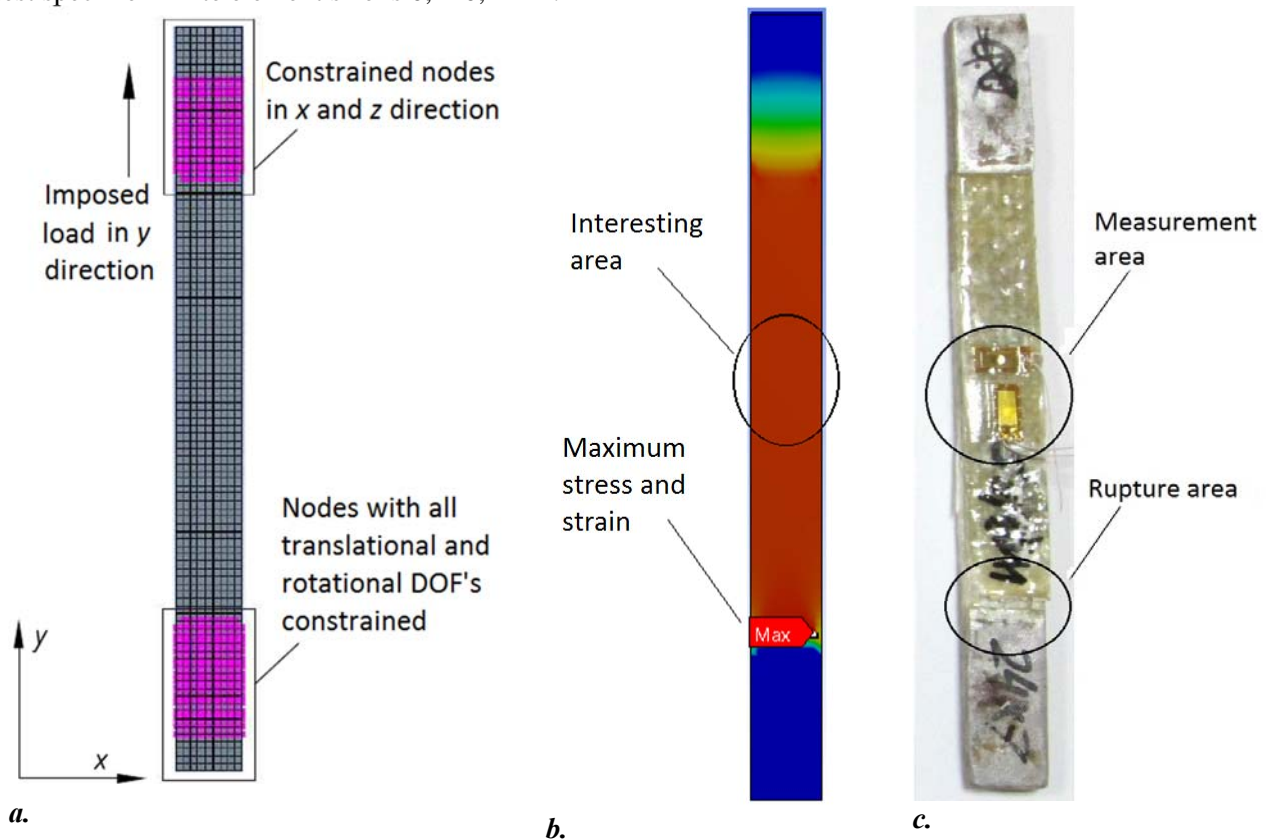 Constrained nodes
in x and z direction
Imposed
load in y
direction
Nodes with all
translational and
rotational DOF's
constrained
y
x
a.
Interesting
area
Maximum
stress and
strain
Max
b.
Measurement
area
Rupture area
c.